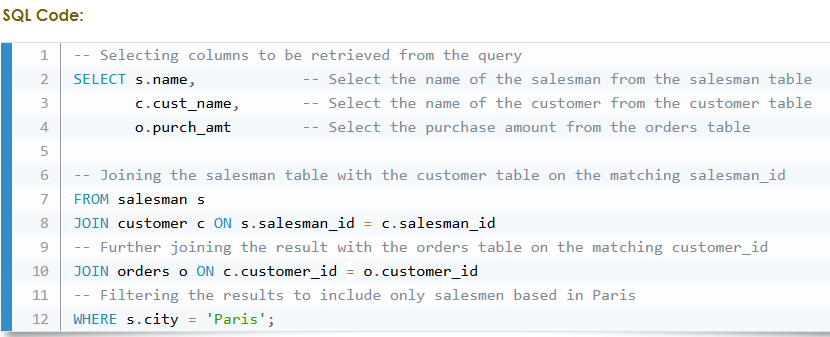 SQL Code:
1 -- Selecting columns to be retrieved from the query
2 SELECT s.name, -- Select the name of the salesman from the salesman table
3 c.cust_name, -- Select the name of the customer from the customer table
4 o.purch_amt -- Select the purchase amount from the orders table
5
6 -- Joining the salesman table with the customer table on the matching salesman_id
7 FROM salesman s
8 JOIN customer c ON s.salesman_id = c.salesman_id
9 -- Further joining the result with the orders table on the matching customer_id
10 JOIN orders o ON c.customer_id = o.customer_id
11 -- Filtering the results to include only salesmen based in Paris
12 WHERE s.city = 'Paris';